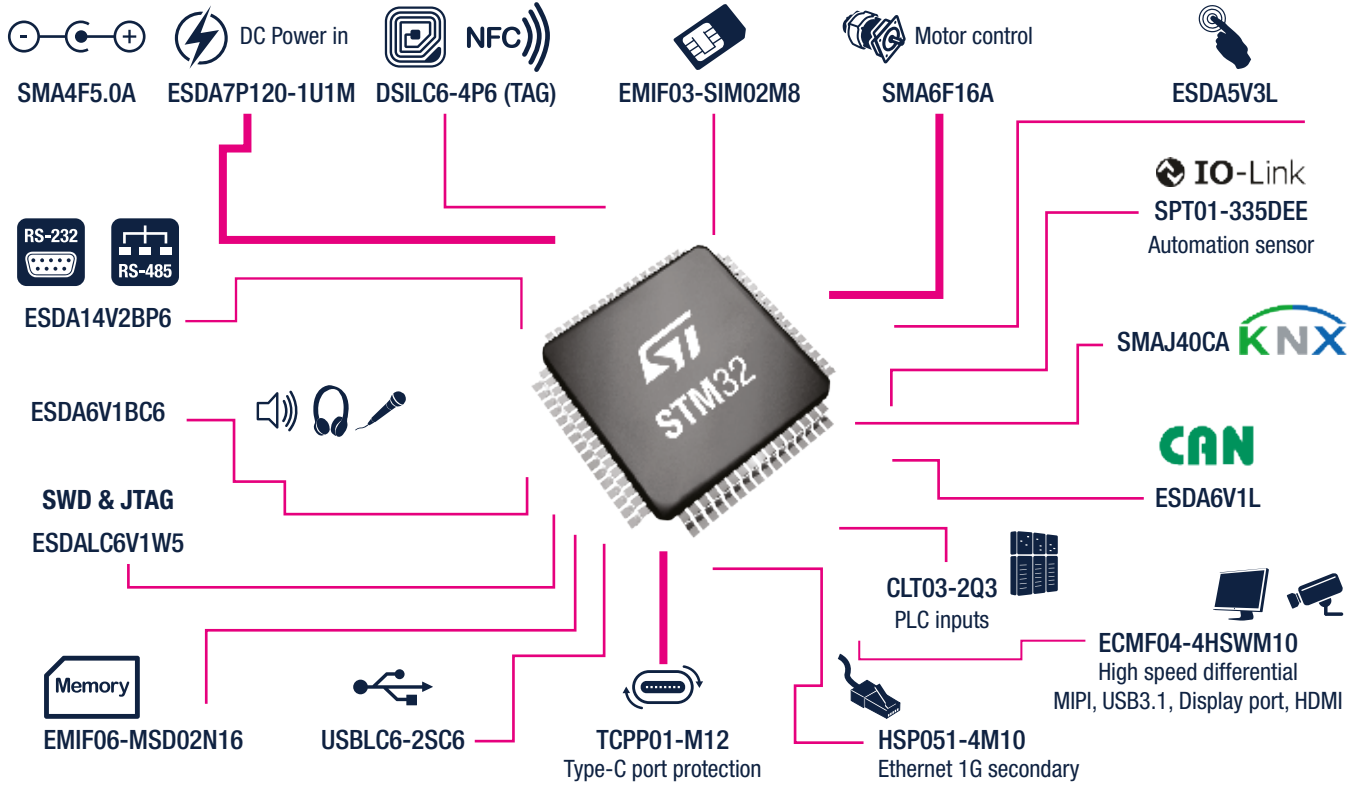 DC Power in
NFC
Motor control
SMA4F5.0A
ESDA7P120-1U1M
DSILC6-4P6 (TAG)
EMIF03-SIM02M8
SMA6F16A
ESDA5V3L
IO-Link
SPT01-335DEE
Automation sensor
RS-232
RS-485
ESDA14V2BP6
SMAJ40CA
KNX
ST
STM32
ESDA6V1BC6
CAN
ESDA6V1L
SWD & JTAG
ESDALC6V1W5
CLT03-2Q3
PLC inputs
ECMF04-4HSWM10
High speed differential
MIPI, USB3.1, Display port, HDMI
Memory
EMIF06-MSD02N16
USBLC6-2SC6
TCPP01-M12
Type-C port protection
HSP051-4M10
Ethernet 1G secondary